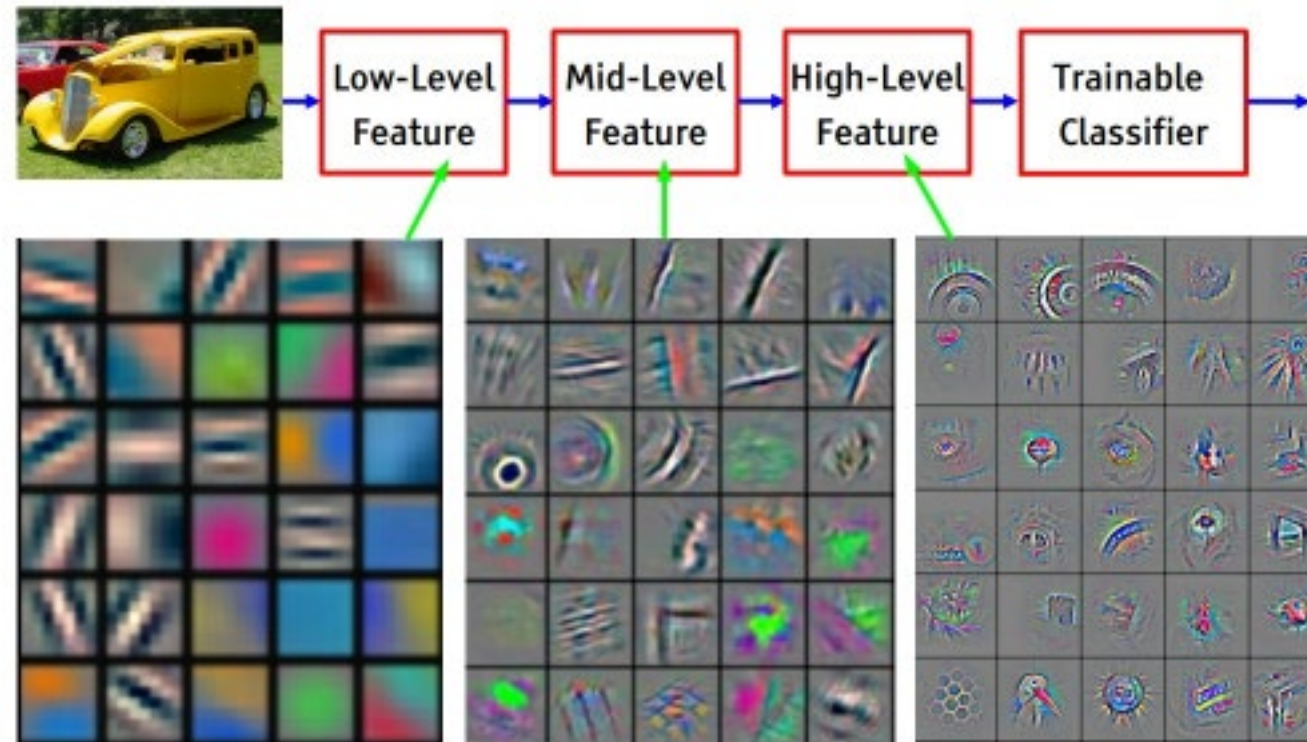 Low-Level
Feature
Mid-Level
Feature
High-Level
Feature
Trainable
Classifier